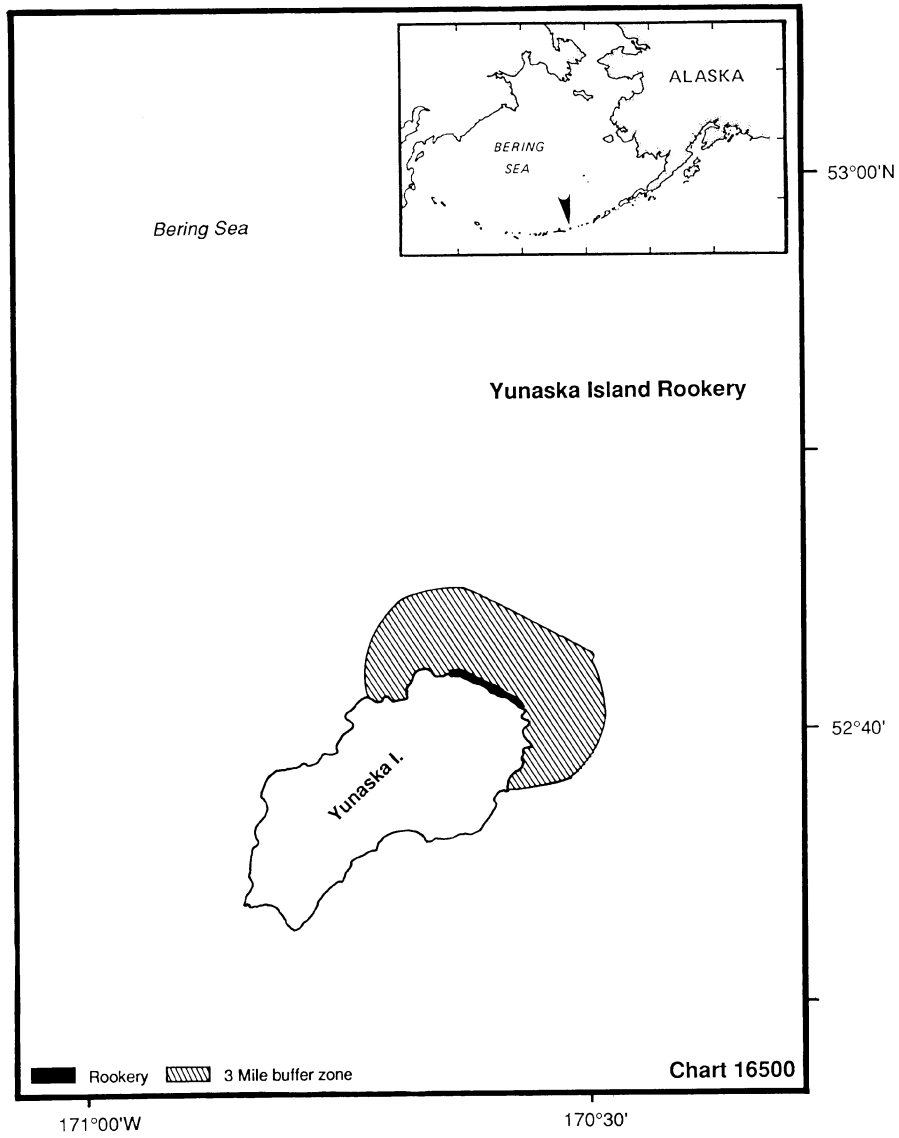 ALASKA
BERING
SEA
53°00'N
Bering Sea
Yunaska Island Rookery
52°40'
Yunaska I.
Rookery
3 Mile buffer zone
Chart 16500
171°00'W
170°30'